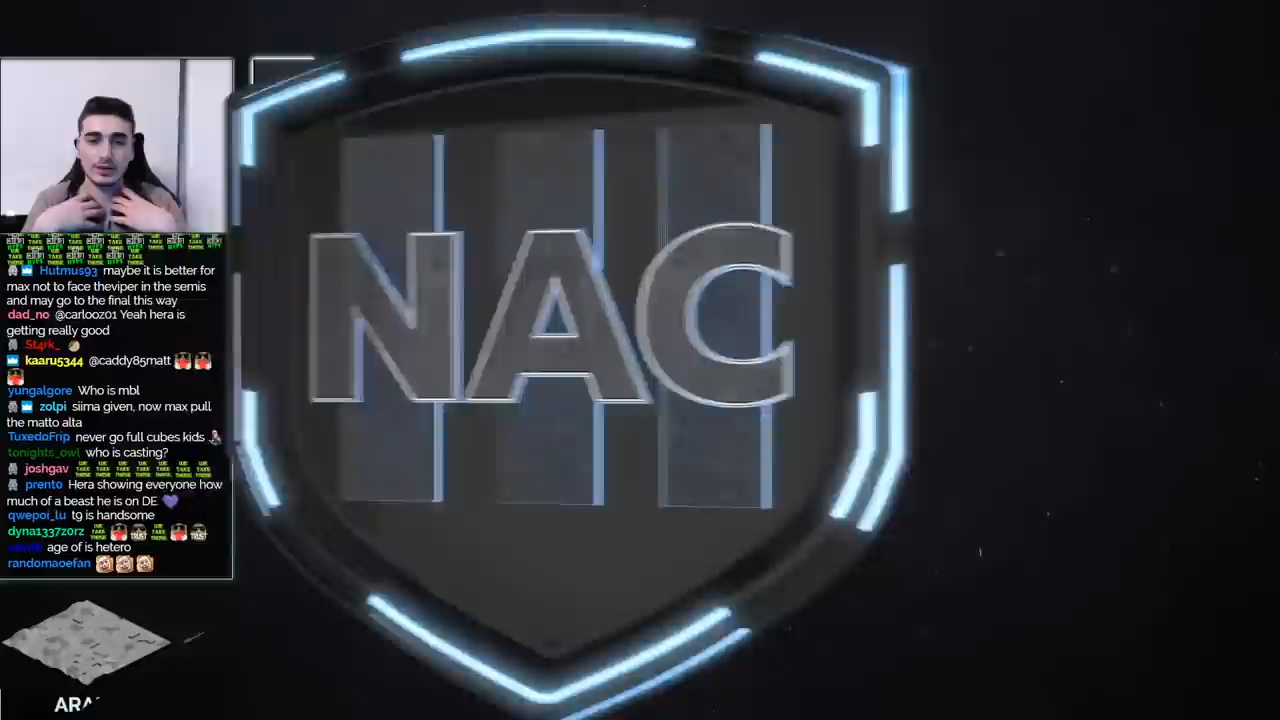 NAC
Hutmus93 maybe it is better for
max not to face theviper in the semis
and may go to the final this way
dad_no @carlooz01 Yeah hera is
getting really good
St4rk_
kaaru5344 @caddy85matt
yungalgore Who is mbl
zolpi siima given, now max pull
the matto alta
TuxedoFrip never go full cubes kids
tonights_owl who is casting?
joshgav
prent0 Hera showing everyone how
much of a beast he is on DE
qwepoi_lu tg is handsome
dyna1337z0rz
age of is hetero
randomaoefan
ARA